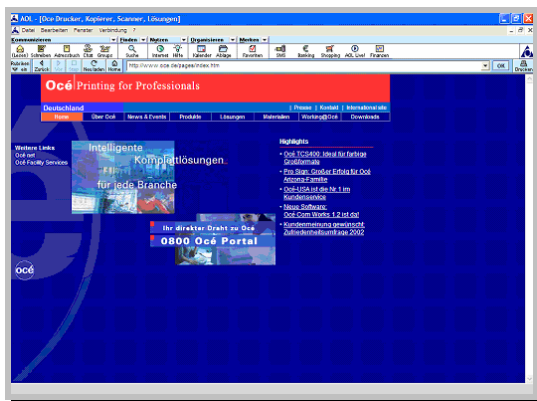 AOL - [Oce Drucker, Kopierer, Scanner, Lösungen]
AOL Datei Bearbeiten Fenster Verbindung ?
Kommunizieren Finden Nutzen Organisieren Merken
(Leere) Schreiben Adressbuch Chat Groups Suche Internet Hilfe Kalender Ablage Favoriten SMS Banking Shopping AOL Live! Finanzen
Rubriken ein Zurück Neu laden Home http://www.oce.de/pages/index.htm OK Drucken
Océ Printing for Professionals
Deutschland
| Presse | Kontakt | International site
Home Über Océ News & Events Produkte Lösungen Materialien Working@Océ Downloads
Weitere Links
Océ net
Océ Facility Services
Intelligente
Komplettlösungen
für jede Branche
Ihr direkter Draht zu Océ
0800 Océ Portal
Highlights
Océ TCS400: Ideal für farbige
Großformate
Pro Sign: Großer Erfolg für Océ
Arizona-Familie
Océ-USA ist die Nr.1 im
Kundenservice
Neue Software:
Océ Com Works 1.2 ist da!
Kundenmeinung gewünscht:
Zufriedenheitsumfrage 2002
océ